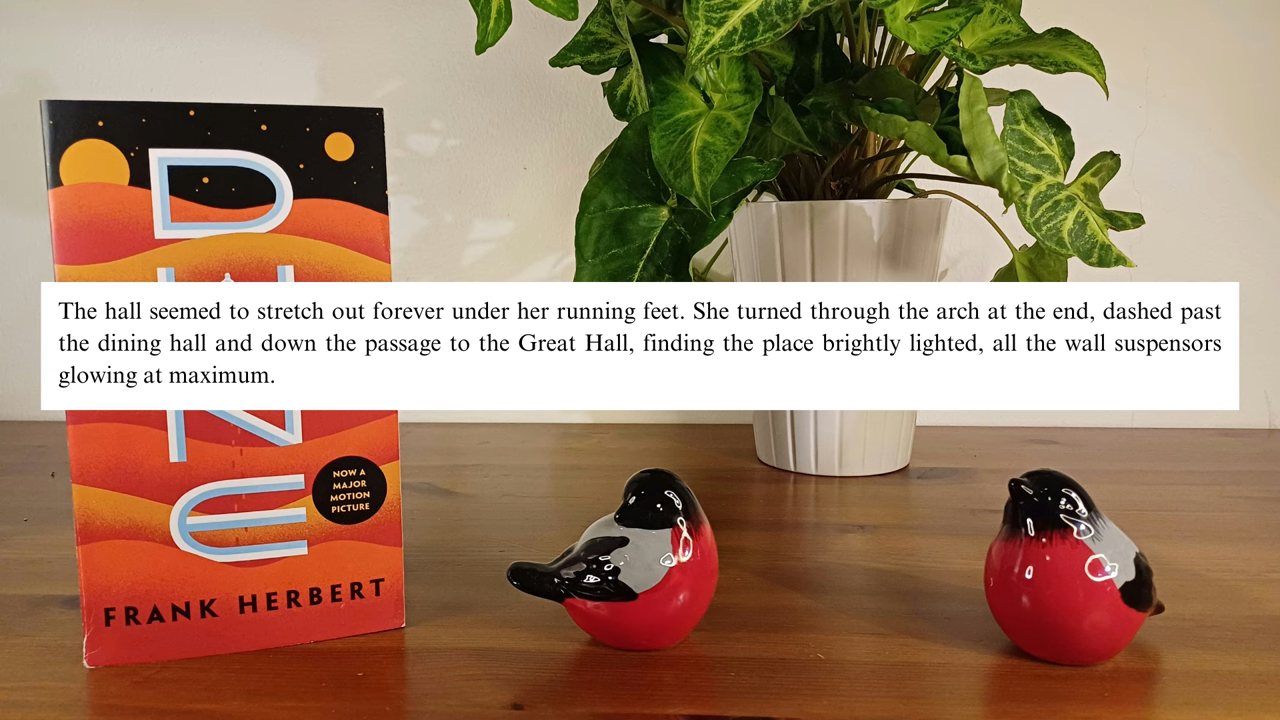 DUNE
The hall seemed to stretch out forever under her running feet. She turned through the arch at the end, dashed past
the dining hall and down the passage to the Great Hall, finding the place brightly lighted, all the wall suspensors
glowing at maximum.
NOW A
MAJOR
MOTION
PICTURE
FRANK HERBERT